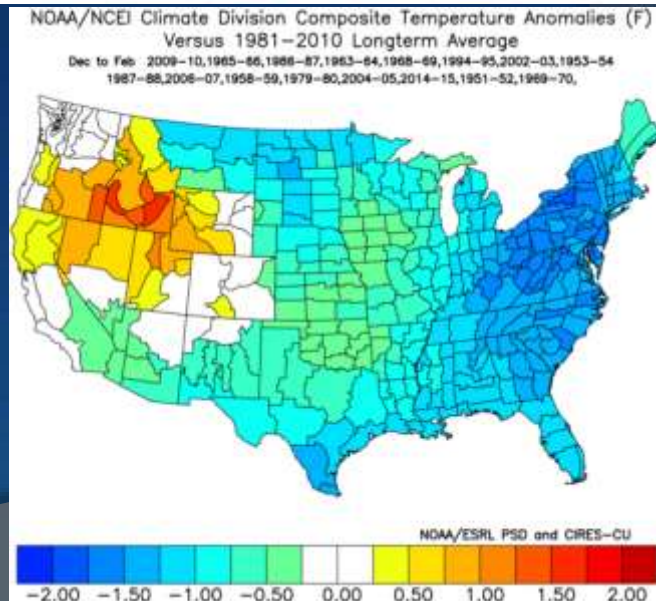 NOAA/NCEI Climate Division Composite Temperature Anomalies (F)
Versus 1981-2010 Longterm Average
Dec to Feb 2009-10,1965-66,1986-87,1963-64,1968-69,1994-95,2002-03,1953-54
1987-88,2006-07,1958-59,1979-80,2004-05,2014-15,1951-52,1969-70,
NOAA/ESRL PSD and CIRES-CU
-2.00 -1.50 -1.00 -0.50 0.00 0.50 1.00 1.50 2.00